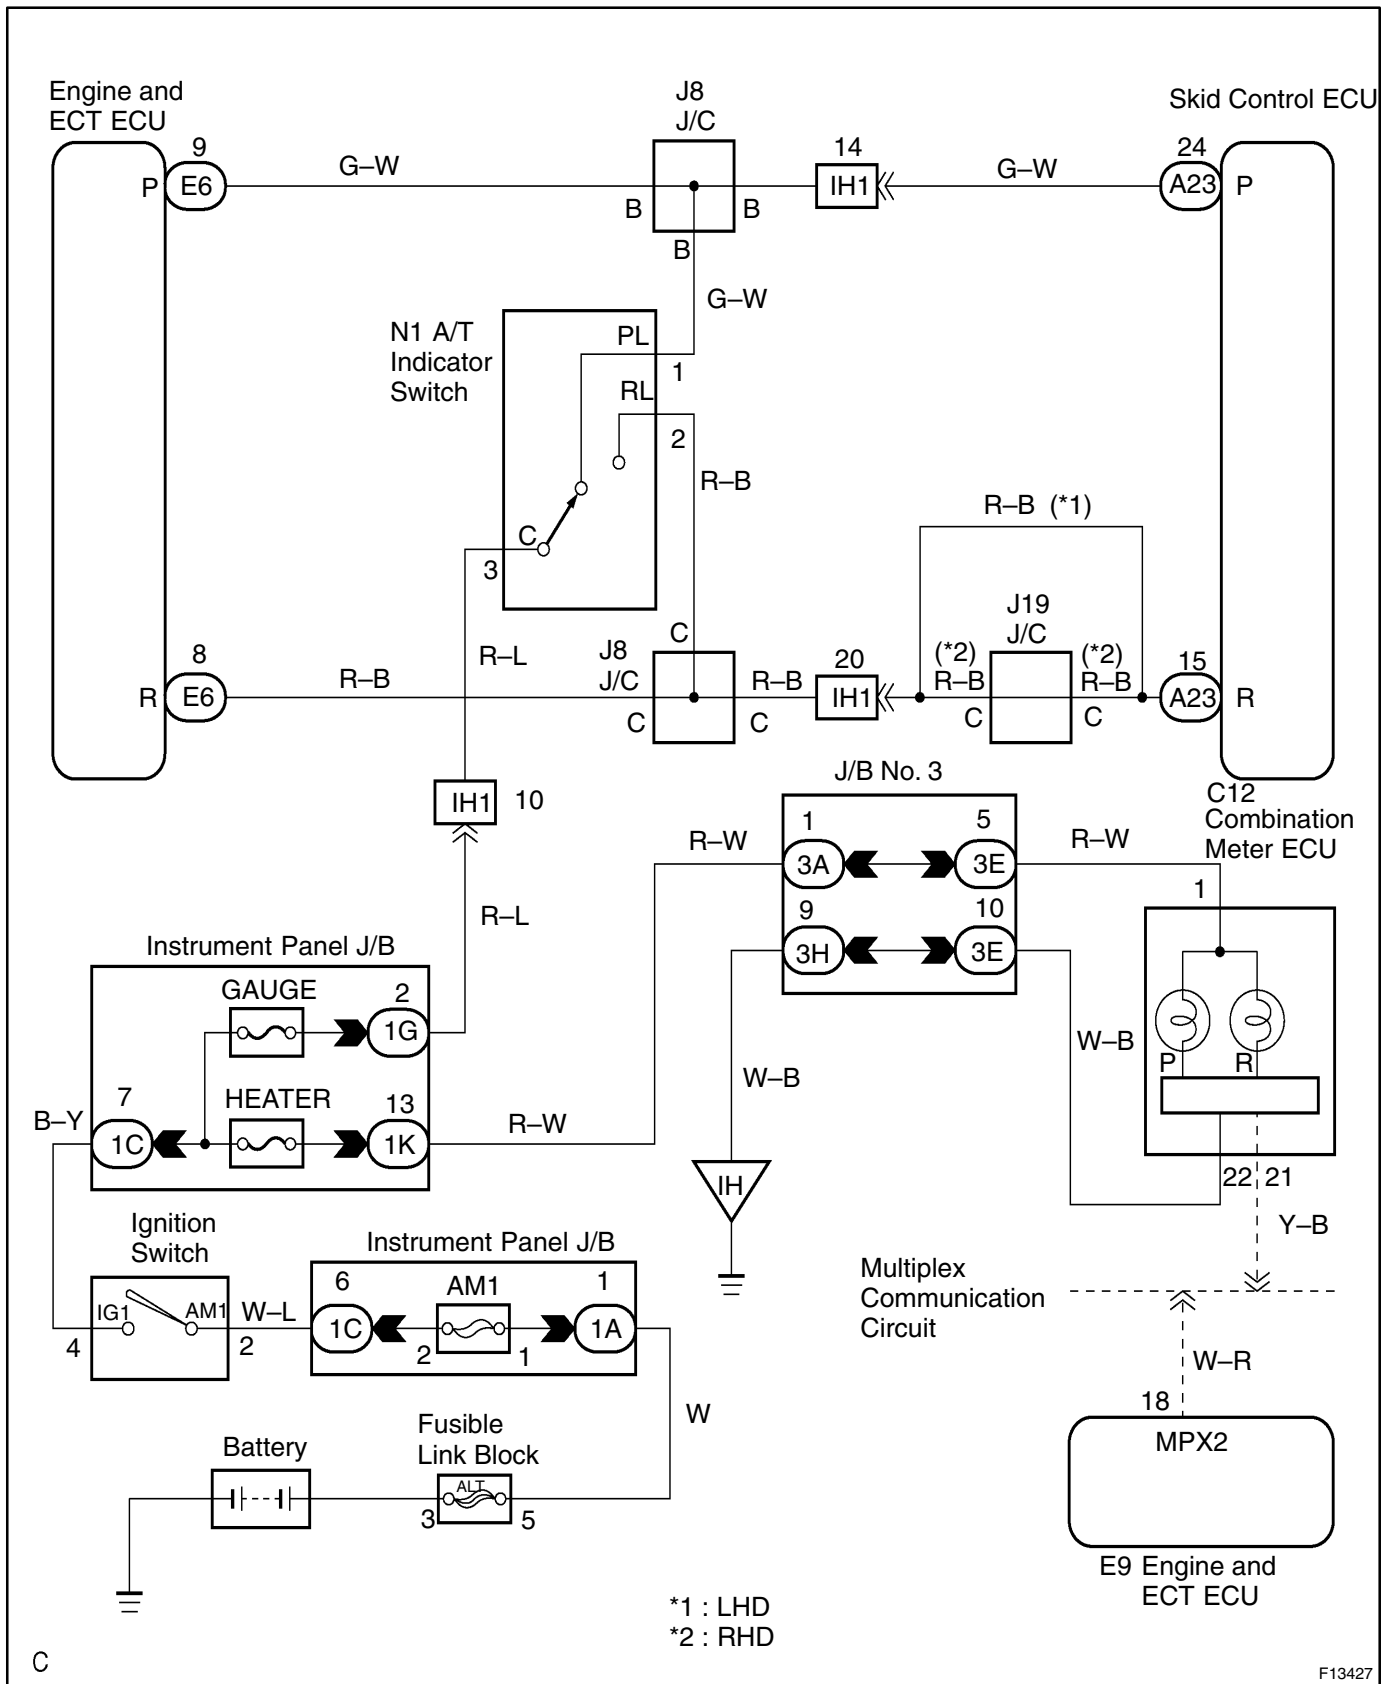 Engine and
ECT ECU
J8
J/C
Skid Control ECU
9
14
24
G–W
G–W
P
E6
IH1
A23
P
B
B
B
G–W
N1 A/T
Indicator
Switch
PL
1
RL
2
R–B
R–B (*1)
C
3
J19
J/C
C
8
R–L
J8
J/C
20
(*2)
(*2)
15
R–B
R–B
R–B
R–B
R
E6
IH1
A23
R
C
C
C
C
J/B No. 3
C12
Combination
Meter ECU
IH1
10
1
5
R–W
R–W
3A
3E
1
R–L
9
10
3H
3E
Instrument Panel J/B
GAUGE
2
1G
W–B
P
R
W–B
7
HEATER
13
B–Y
R–W
1C
1K
IH
22
21
Ignition
Switch
Y–B
Instrument Panel J/B
Multiplex
Communication
Circuit
6
AM1
1
IG1
AM1
W–L
1C
1A
4
2
2
1
W–R
18
W
Fusible
Link Block
Battery
MPX2
ALT
3
5
E9 Engine and
ECT ECU
*1 : LHD
*2 : RHD
C
F13427